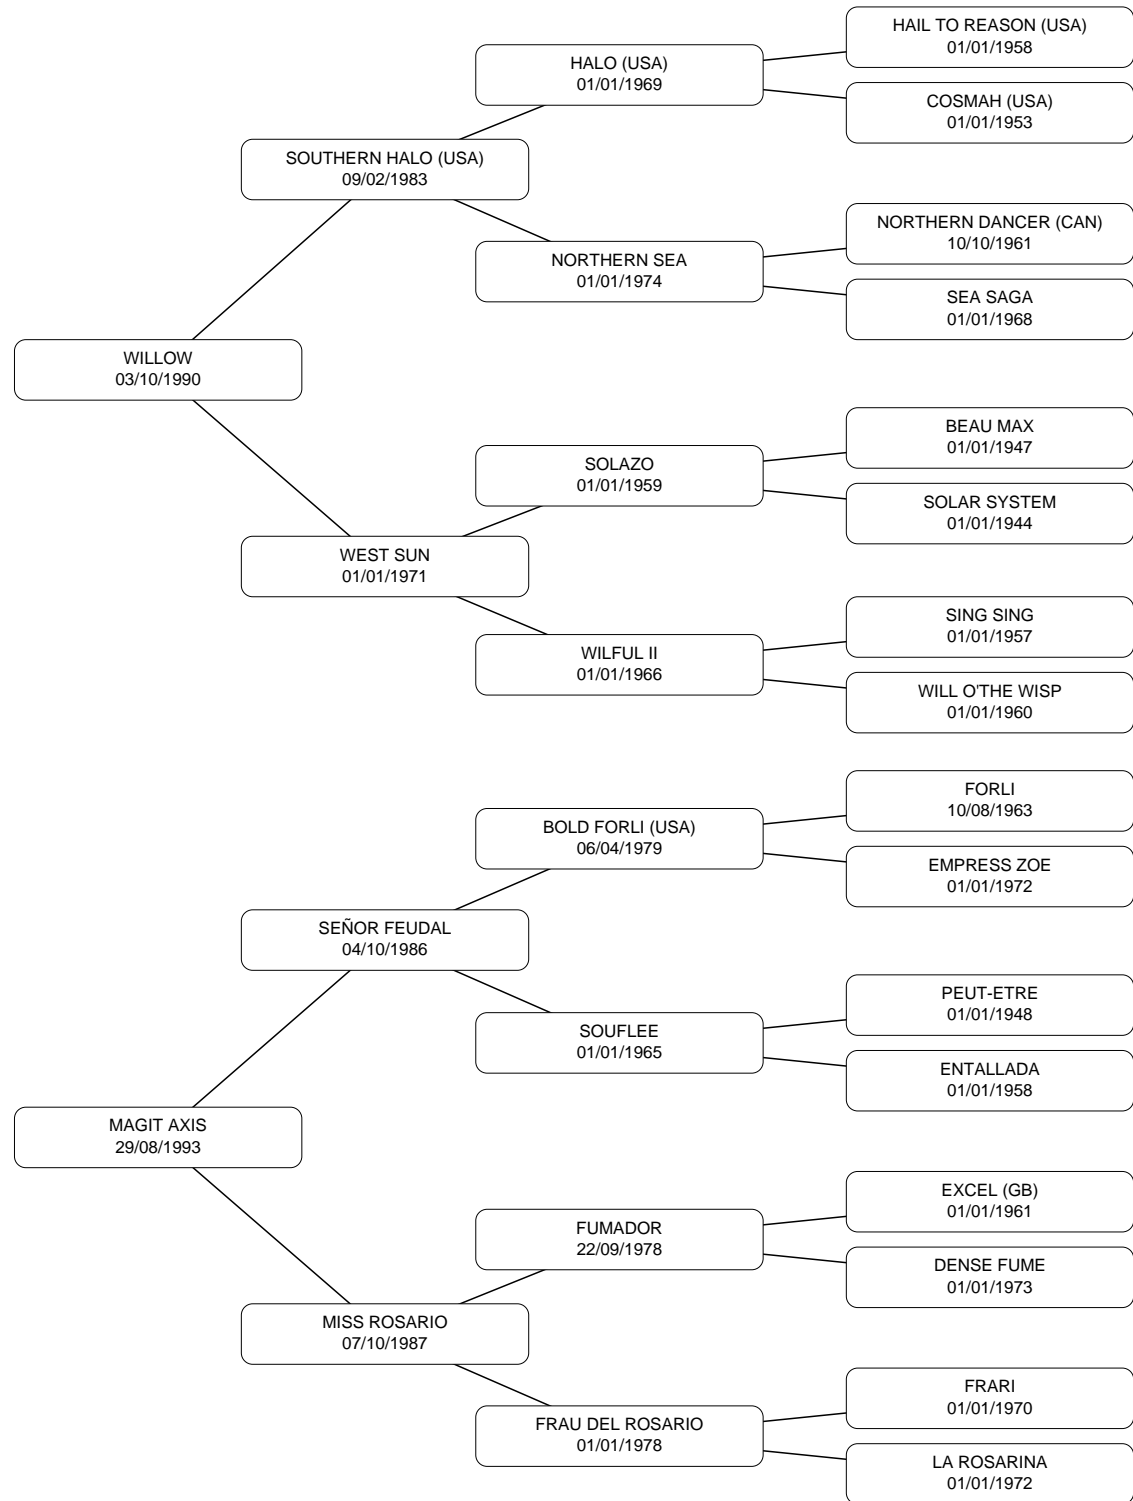 HAIL TO REASON (USA)
01/01/1958
HALO (USA)
01/01/1969
COSMAH (USA)
01/01/1953
SOUTHERN HALO (USA)
09/02/1983
NORTHERN DANCER (CAN)
10/10/1961
NORTHERN SEA
01/01/1974
SEA SAGA
01/01/1968
WILLOW
03/10/1990
BEAU MAX
01/01/1947
SOLAZO
01/01/1959
SOLAR SYSTEM
01/01/1944
WEST SUN
01/01/1971
SING SING
01/01/1957
WILFUL II
01/01/1966
WILL O'THE WISP
01/01/1960
FORLI
10/08/1963
BOLD FORLI (USA)
06/04/1979
EMPRESS ZOE
01/01/1972
SEÑOR FEUDAL
04/10/1986
PEUT-ETRE
01/01/1948
SOUFLEE
01/01/1965
ENTALLADA
01/01/1958
MAGIT AXIS
29/08/1993
EXCEL (GB)
01/01/1961
FUMADOR
22/09/1978
DENSE FUME
01/01/1973
MISS ROSARIO
07/10/1987
FRARI
01/01/1970
FRAU DEL ROSARIO
01/01/1978
LA ROSARINA
01/01/1972